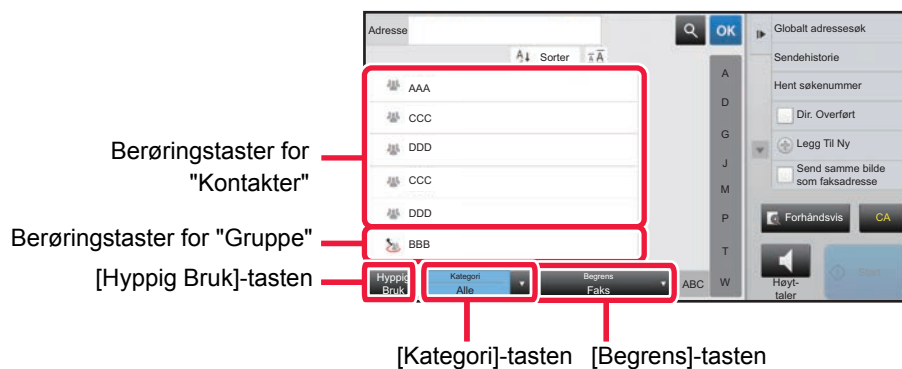 Adresse
OK
Sorter
AAA
CCC
DDD
CCC
DDD
BBB
Hyppig
Bruk
Kategori
Alle
Begrens
Faks
ABC
A
D
G
J
M
P
T
W
Globalt adressesøk
Sendehistorie
Hent søkenummer
Dir. Overført
Legg Til Ny
Send samme bilde
som faksadresse
Forhåndsvis
CA
Høyt-
taler
Start
Berøringstaster for
"Kontakter"
Berøringstaster for "Gruppe"
[Hyppig Bruk]-tasten
[Kategori]-tasten
[Begrens]-tasten